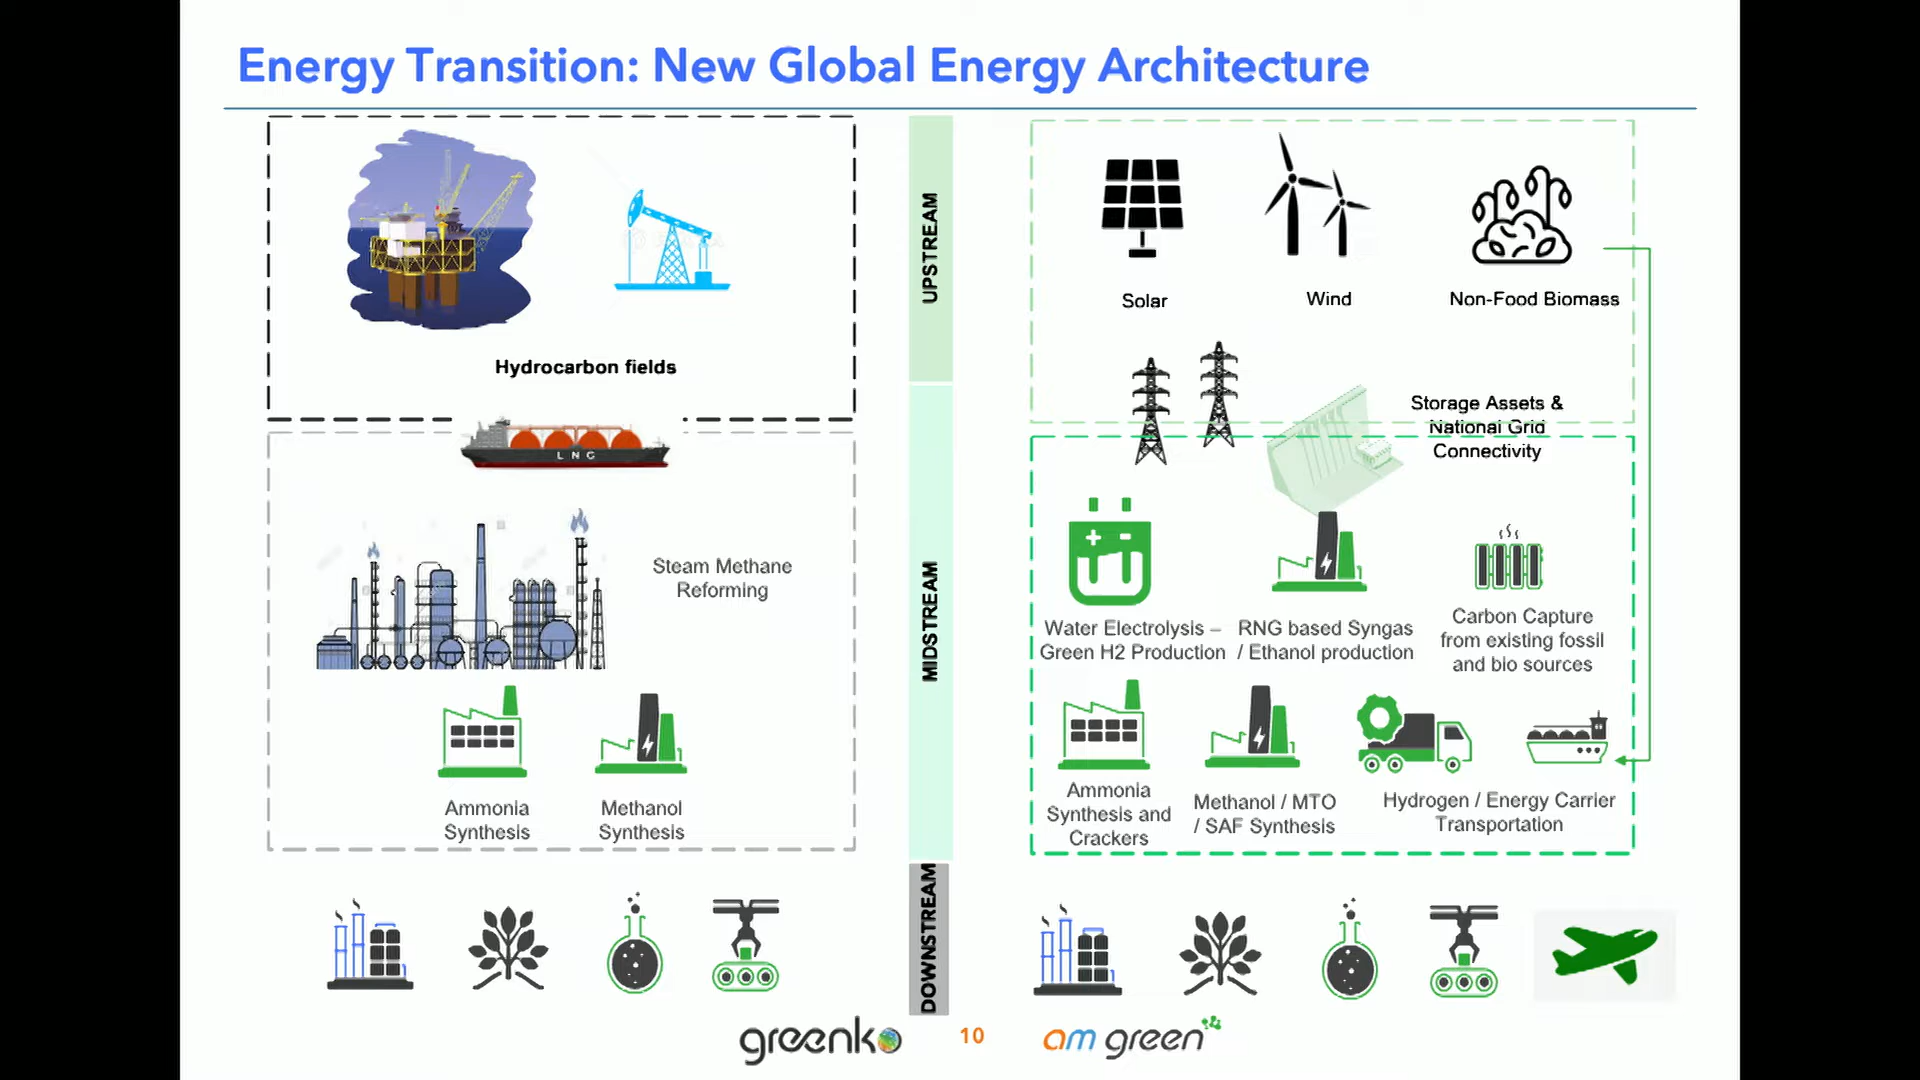 Energy Transition: New Global Energy Architecture
Hydrocarbon fields
LNG
Steam Methane
Reforming
Ammonia
Synthesis
Methanol
Synthesis
UPSTREAM
MIDSTREAM
DOWNSTREAM
Solar
Wind
Non-Food Biomass
Storage Assets &
National Grid
Connectivity
Water Electrolysis –
Green H2 Production
RNG based Syngas
/ Ethanol production
Carbon Capture
from existing fossil
and bio sources
Ammonia
Synthesis and
Crackers
Methanol / MTO
/ SAF Synthesis
Hydrogen / Energy Carrier
Transportation
greenko
10
am green